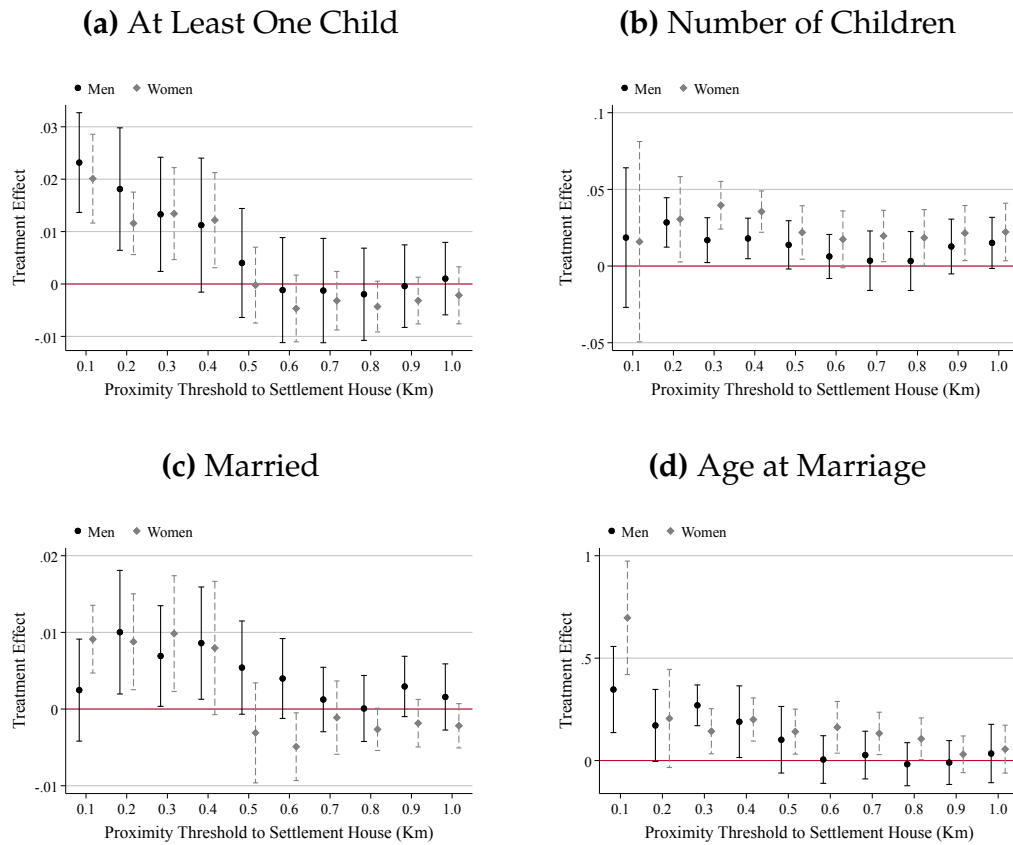 (a) At Least One Child
(b) Number of Children
Men Women
Treatment Effect
.03
.02
.01
0
-.01
0.1 0.2 0.3 0.4 0.5 0.6 0.7 0.8 0.9 1.0
Proximity Threshold to Settlement House (Km)
Men Women
Treatment Effect
.1
.05
0
-.05
0.1 0.2 0.3 0.4 0.5 0.6 0.7 0.8 0.9 1.0
Proximity Threshold to Settlement House (Km)
(c) Married
(d) Age at Marriage
Men Women
Treatment Effect
.02
.01
0
-.01
0.1 0.2 0.3 0.4 0.5 0.6 0.7 0.8 0.9 1.0
Proximity Threshold to Settlement House (Km)
Men Women
Treatment Effect
1
.5
0
0.1 0.2 0.3 0.4 0.5 0.6 0.7 0.8 0.9 1.0
Proximity Threshold to Settlement House (Km)